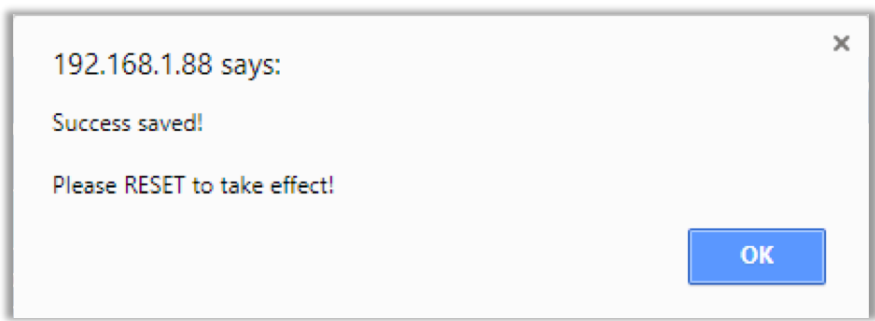 192.168.1.88 says:
Success saved!
Please RESET to take effect!
OK